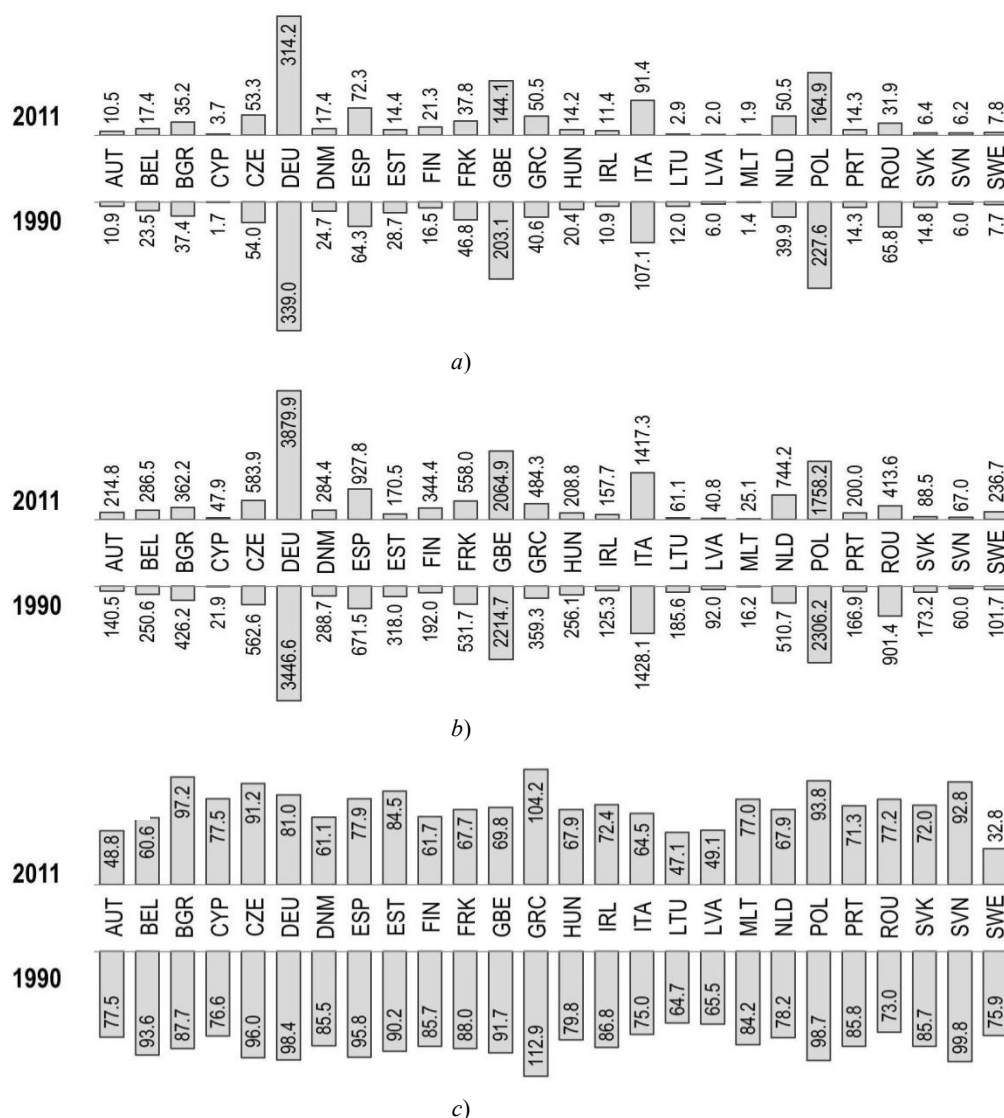 10.5 17.4 35.2 3.7 53.3 314.2 17.4 72.3 14.4 21.3 37.8 144.1 50.5 14.2 11.4 91.4 2.9 2.0 1.9 50.5 164.9 14.3 31.9 6.4 6.2 7.8
2011
AUT BEL BGR CYP CZE DEU DNM ESP EST FIN FRK GBE GRC HUN IRL ITA LTU LVA MLT NLD POL PRT ROU SVK SVN SWE
1990
10.9 23.5 37.4 1.7 54.0 339.0 24.7 64.3 28.7 16.5 46.8 203.1 40.6 20.4 10.9 107.1 12.0 6.0 1.4 39.9 227.6 14.3 65.8 14.8 6.0 7.7
a)
214.8 286.5 362.2 47.9 583.9 3879.9 284.4 927.8 170.5 344.4 558.0 2064.9 484.3 208.8 157.7 1417.3 61.1 40.8 25.1 744.2 1758.2 200.0 413.6 88.5 67.0 236.7
2011
AUT BEL BGR CYP CZE DEU DNM ESP EST FIN FRK GBE GRC HUN IRL ITA LTU LVA MLT NLD POL PRT ROU SVK SVN SWE
1990
140.5 250.6 426.2 21.9 562.6 3446.6 288.7 671.5 318.0 192.0 531.7 2214.7 359.3 256.1 125.3 1428.1 185.6 92.0 16.2 510.7 2306.2 166.9 901.4 173.2 60.0 101.7
b)
48.8 60.6 97.2 77.5 91.2 81.0 61.1 77.9 84.5 61.7 67.7 69.8 104.2 67.9 72.4 64.5 47.1 49.1 77.0 67.9 93.8 71.3 77.2 72.0 92.8 32.8
2011
AUT BEL BGR CYP CZE DEU DNM ESP EST FIN FRK GBE GRC HUN IRL ITA LTU LVA MLT NLD POL PRT ROU SVK SVN SWE
1990
77.5 93.6 87.7 76.6 96.0 98.4 85.5 95.8 90.2 85.7 88.0 91.7 112.9 79.8 86.8 75.0 64.7 65.5 84.2 78.2 98.7 85.8 73.0 85.7 99.8 75.9
c)